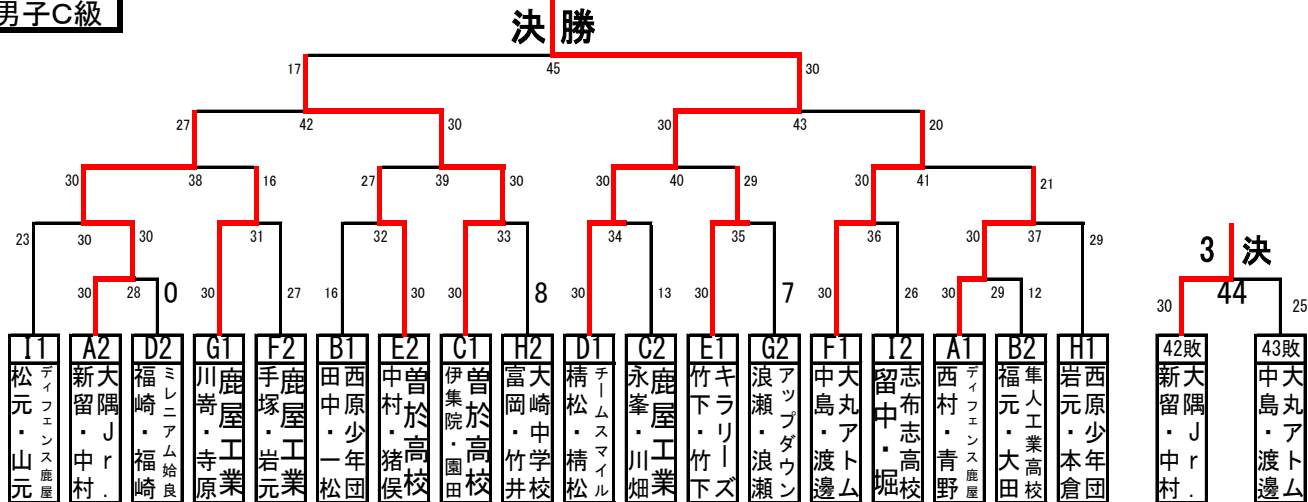 男子C級
決 勝
17 45 30
27 42 30 30 43 20
30 38 16 27 39 30 30 40 29 30 41 21
23 30 30 31 32 33 34 35 36 30 37 29
3 決
30 28 0 30 27 16 30 30 8 30 13 30 7 30 26 30 29 12
30 44 25
I1 A2 D2 G1 F2 B1 E2 C1 H2 D1 C2 E1 G2 F1 I2 A1 B2 H1 42敗 43敗
ディフェンス鹿屋
松元・山元
大隅Jr.
新留・中村
ミレニアム姶良
福崎・福崎
鹿屋工業
川嵜・寺原
鹿屋工業
手塚・岩元
西原少年団
田中・一松
曽於高校
中村・猪俣
曽於高校
伊集院・園田
大崎中学校
富岡・竹井
チームスマイル
棈松・棈松
鹿屋工業
永峯・川畑
キラリーズ
竹下・竹下
アップダウン
浪瀬・浪瀬
大丸アトム
中島・渡邊
志布志高校
留中・堀
ディフェンス鹿屋
西村・青野
隼人工業高校
福元・大田
西原少年団
岩元・本倉
大隅Jr.
新留・中村
大丸アトム
中島・渡邊